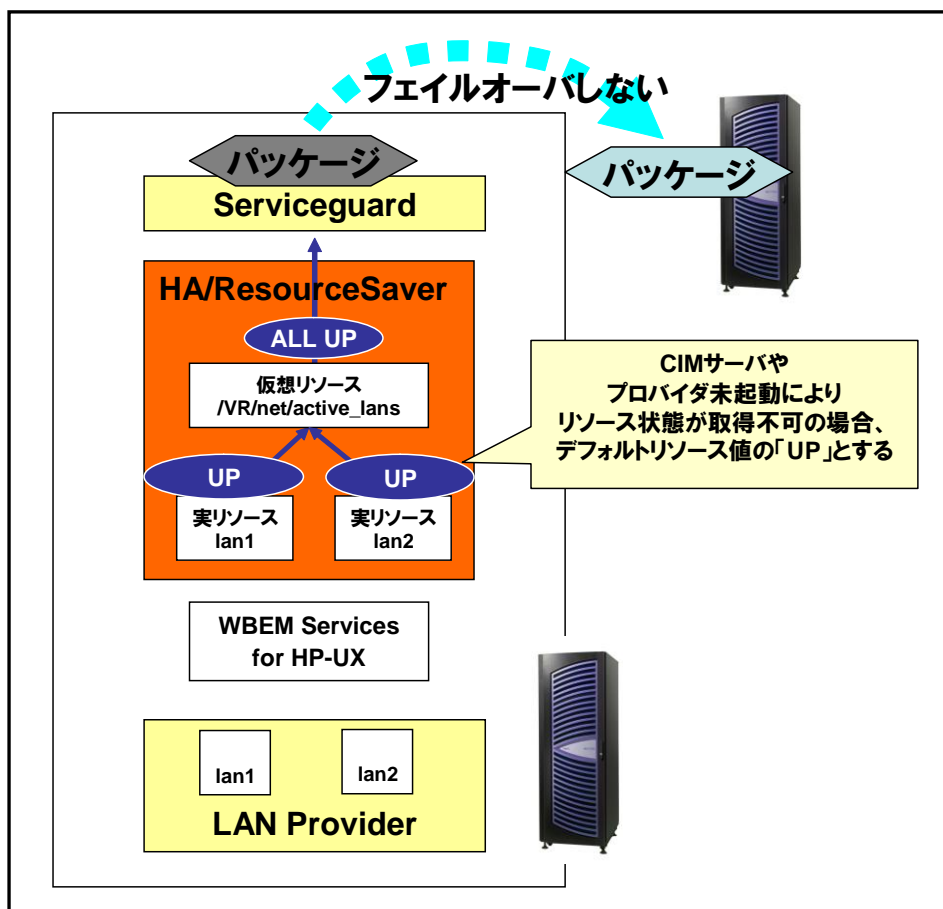 フェイルオーバしない
パッケージ
パッケージ
Serviceguard
HA/ResourceSaver
ALL UP
仮想リソース
/VR/net/active_lans
CIMサーバや
プロバイダ未起動により
リソース状態が取得不可の場合、
デフォルトリソース値の「UP」とする
UP
UP
実リソース
lan1
実リソース
lan2
WBEM Services
for HP-UX
lan1
lan2
LAN Provider